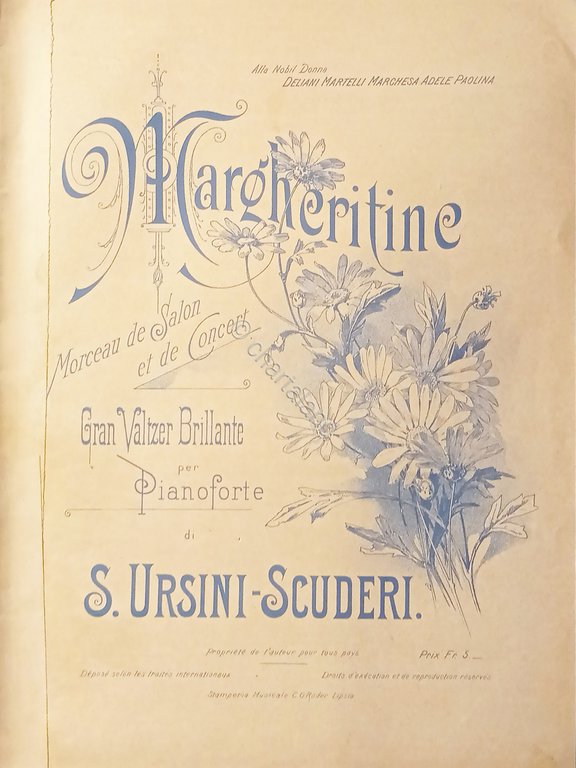 Alla Nobil Donna
DELIANI MARTELLI MARCHESA ADELE PAOLINA
Margheritine
Morceau de Salon
et de Concert
Gran Valtzer Brillante
per
Pianoforte
di
S. URSINI-SCUDERI.
Propriété de l'auteur pour tous pays.
Prix Fr. 5._
Déposé selon les traités internationaux
Droits d'exécution et de reproduction réservés
Stamperia Musicale C.G.Röder Lipsia